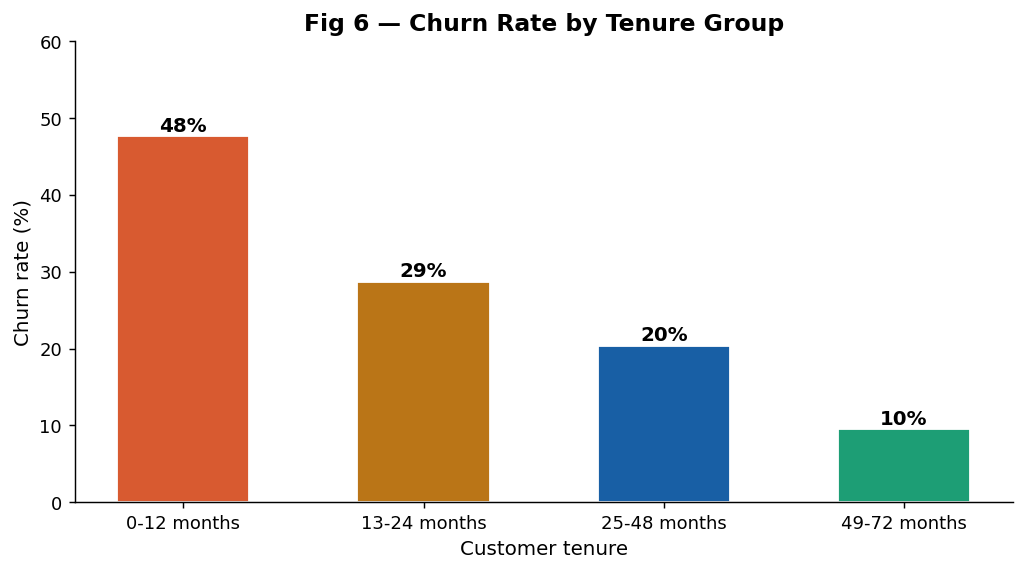 Fig 6 — Churn Rate by Tenure Group
Churn rate (%)
60
50
40
30
20
10
0
48%
29%
20%
10%
0-12 months
13-24 months
25-48 months
49-72 months
Customer tenure